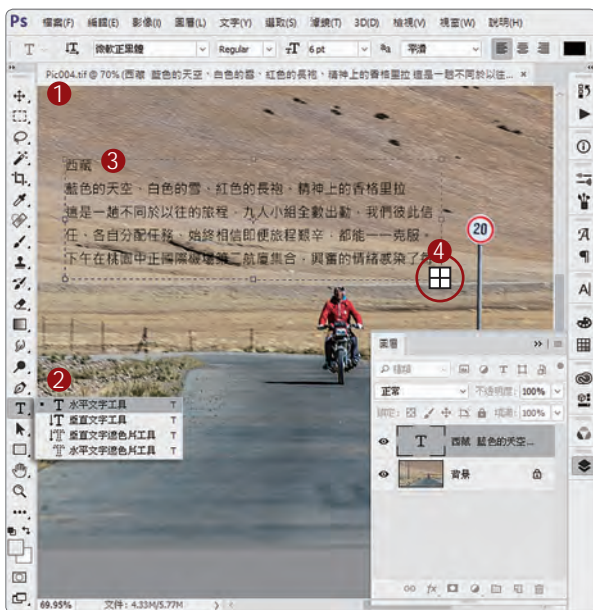 Ps 檔案(F) 編輯(E) 影像(I) 圖層(L) 文字(Y) 選取(S) 濾鏡(T) 3D(D) 檢視(V) 視窗(W) 說明(H)
T 微軟正黑體 Regular 6 pt aa 平滑
Pic004.tif @ 70% (西藏 藍色的天空、白色的雪、紅色的長袍、精神上的香格里拉 這是一趟不同於以往... ×
1
3
西藏
藍色的天空、白色的雪、紅色的長袍，精神上的香格里拉
這是一趟不同於以往的旅程，九人小組全數出動，我們彼此信
任、各自分配任務、始終相信即便旅程艱辛，都能一一克服。
下午在桃園中正國際機場第二航廈集合，興奮的情緒感染了每
20
4
2
T 水平文字工具 T
垂直文字工具 T
垂直文字遮色片工具 T
水平文字遮色片工具 T
圖層
種類
正常 不透明度: 100%
鎖定: 填滿: 100%
T 西藏 藍色的天空...
背景
fx
69.95% 文件: 4.33M/5.77M